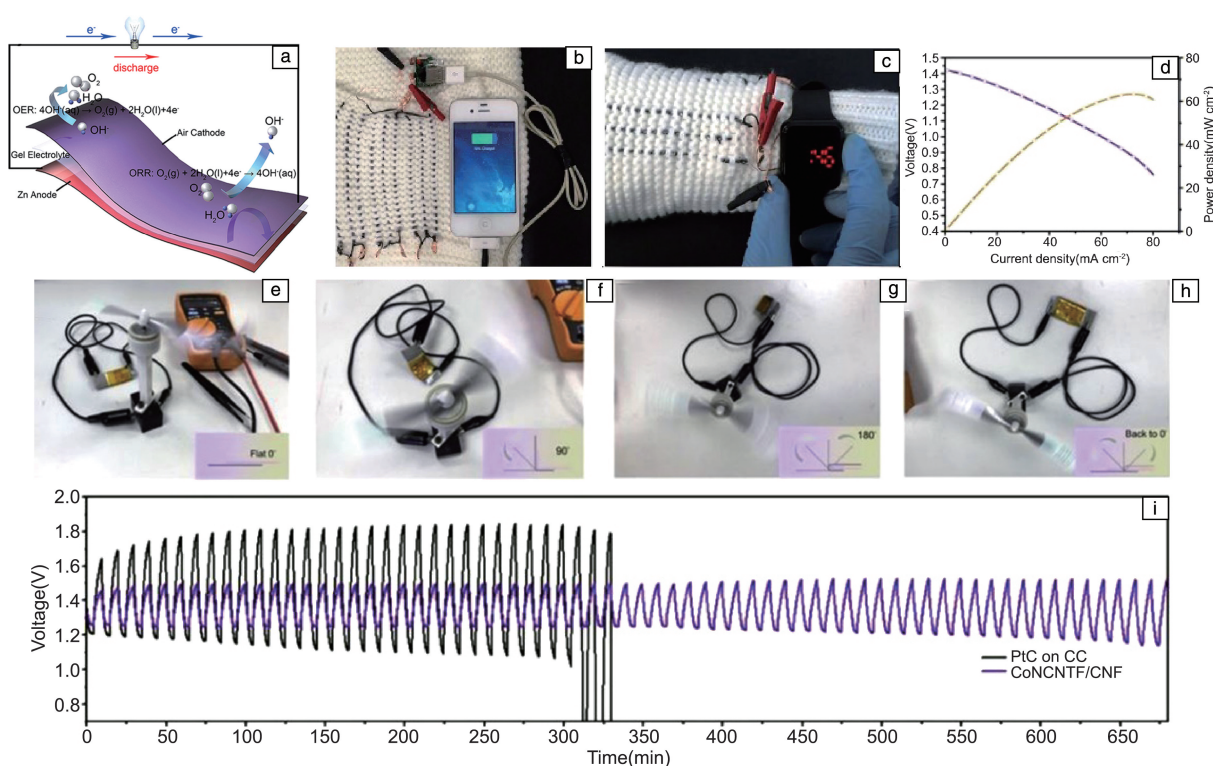 e⁻
e⁻
discharge
a
O₂
H₂O
OER: 4OH⁻(aq) → O₂(g) + 2H₂O(l)+4e⁻
OH⁻
OH⁻
Air Cathode
Gel Electrolyte
ORR: O₂(g) + 2H₂O(l)+4e⁻ → 4OH⁻(aq)
Zn Anode
O₂
H₂O
b
c
d
Voltage(V)
1.5
1.4
1.3
1.2
1.1
1.0
0.9
0.8
0.7
0.6
0.5
0.4
0 20 40 60 80
Current density(mA cm⁻²)
80
60
40
20
0
Power density(mW cm⁻²)
e
Flat 0°
f
90°
g
180°
h
Back to 0°
i
Voltage(V)
2.0
1.8
1.6
1.4
1.2
1.0
0.8
PtC on CC
CoNCNTF/CNF
0 50 100 150 200 250 300 350 400 450 500 550 600 650
Time(min)